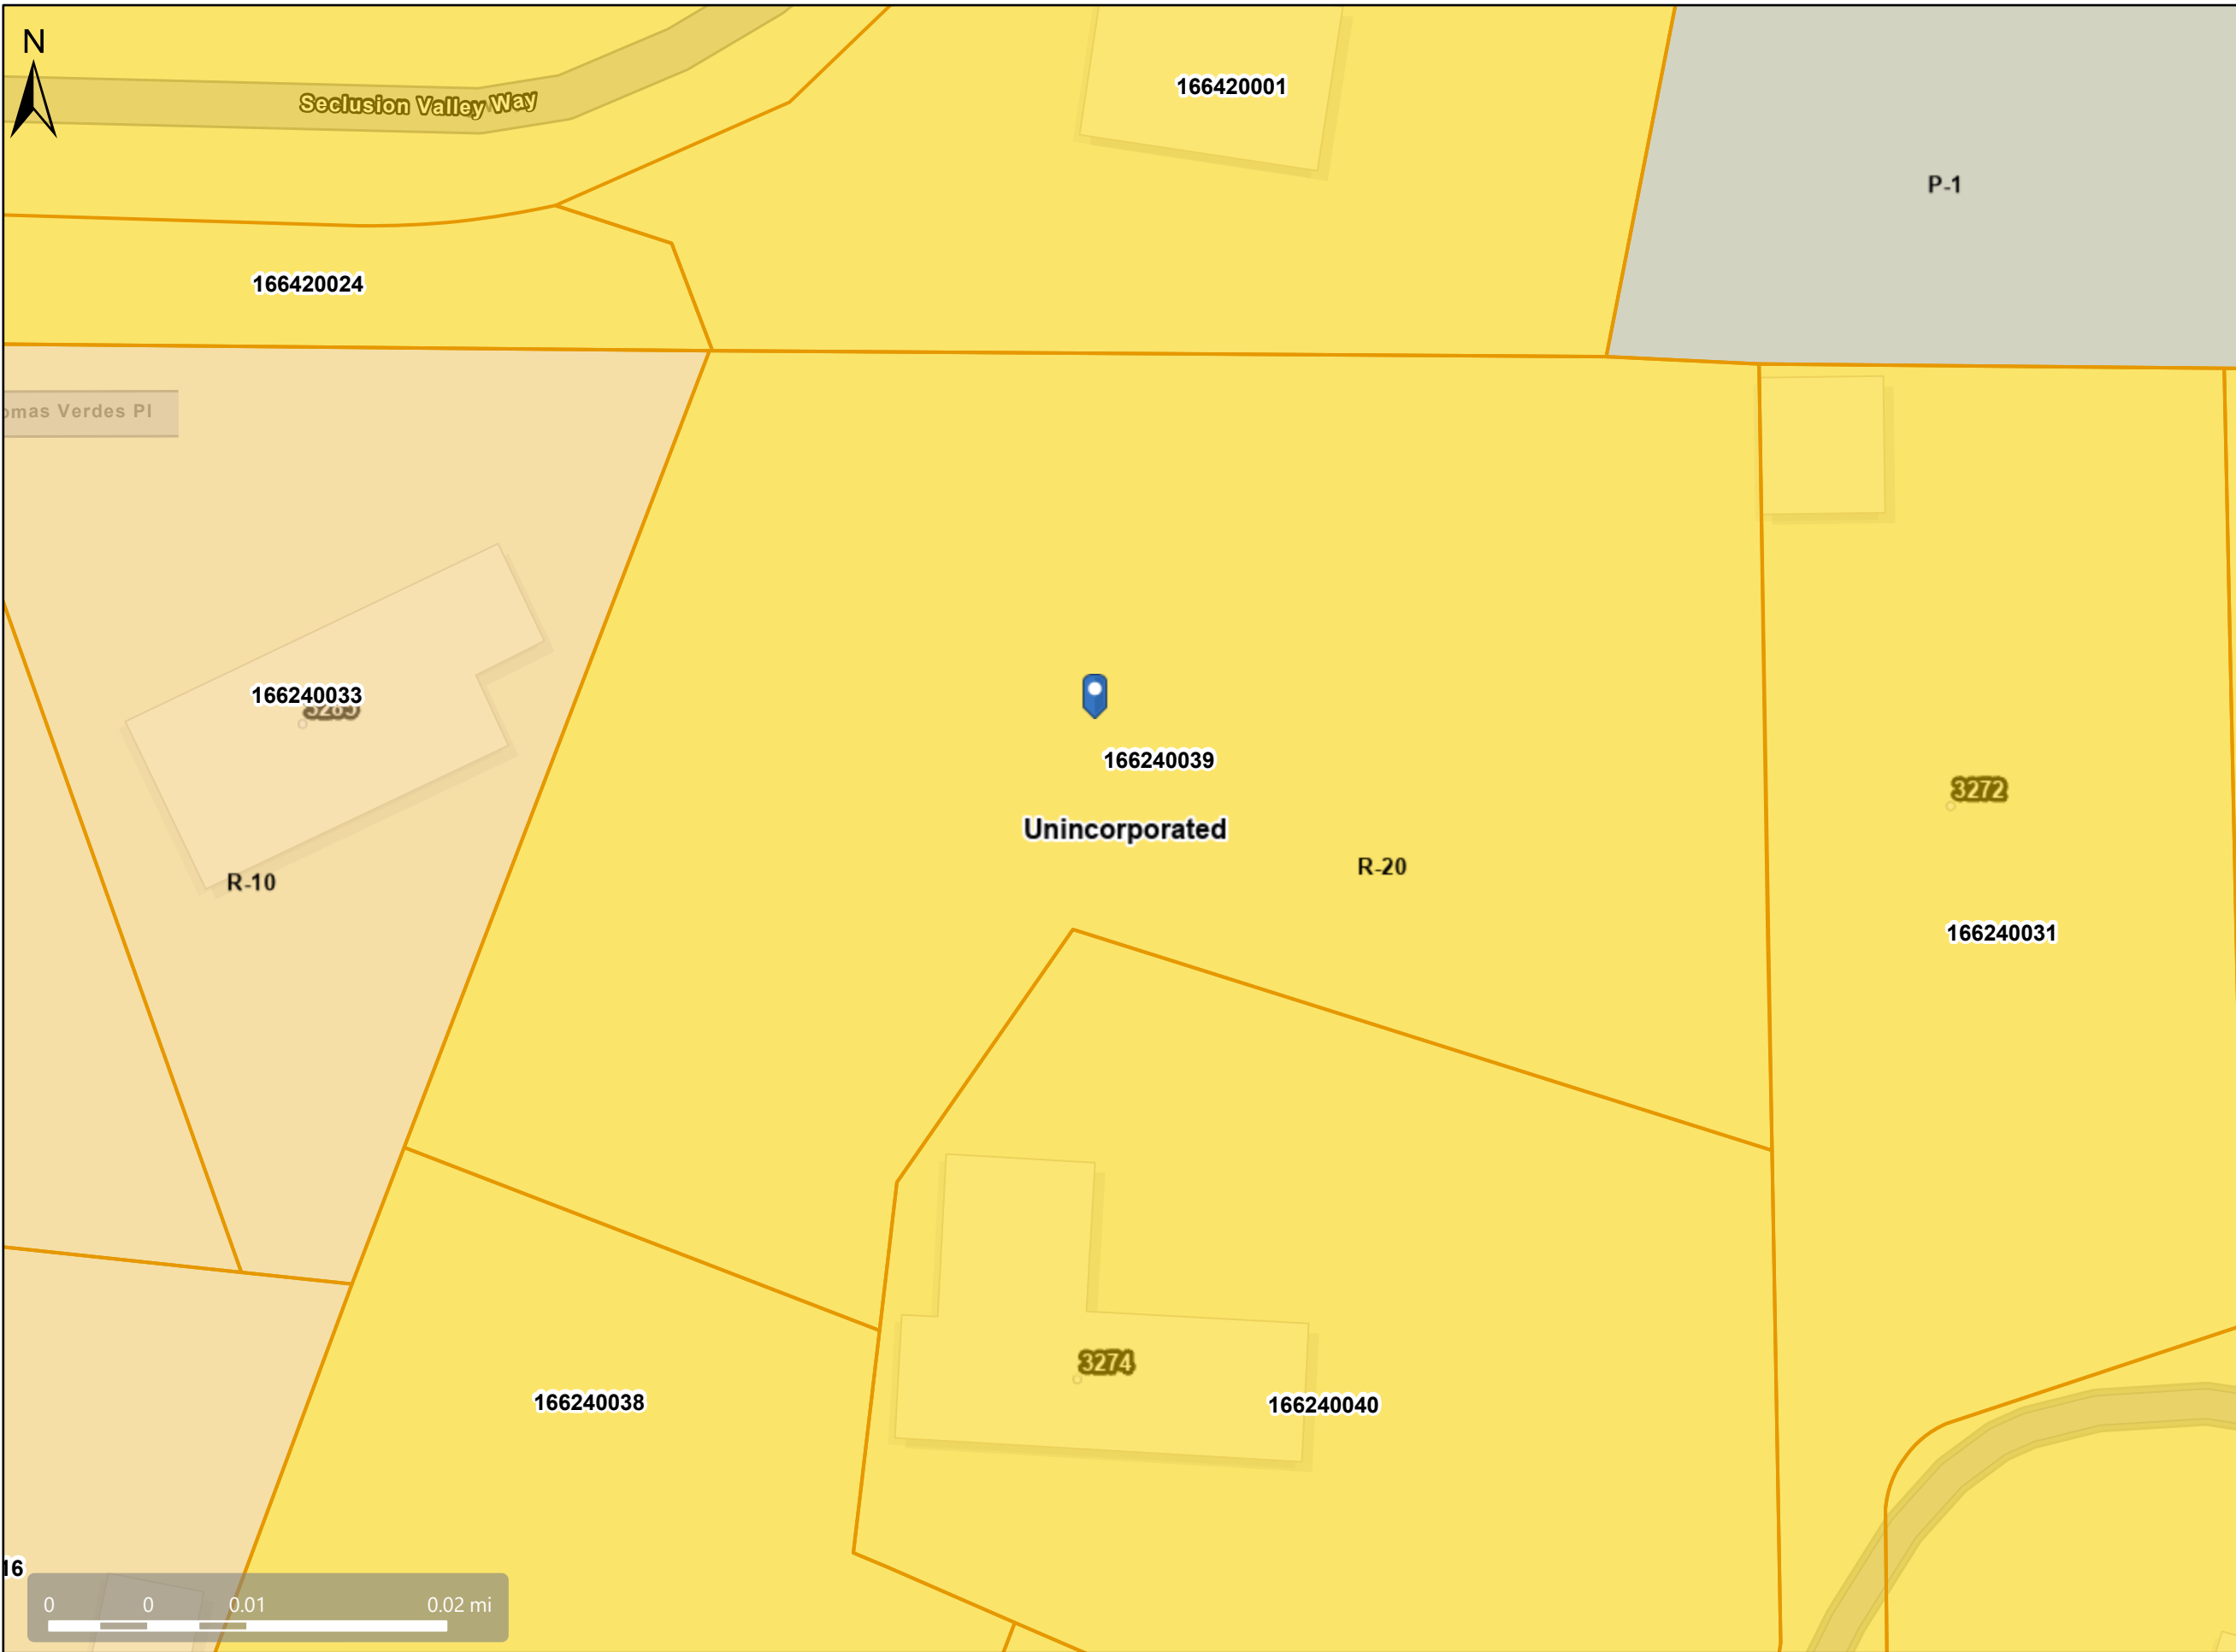 N
166420001
Seclusion Valley Way
P-1
166420024
omas Verdes Pl
166240033
3285
166240039
3272
Unincorporated
R-20
R-10
166240031
3274
166240038
166240040
16
0 0 0.01 0.02 mi